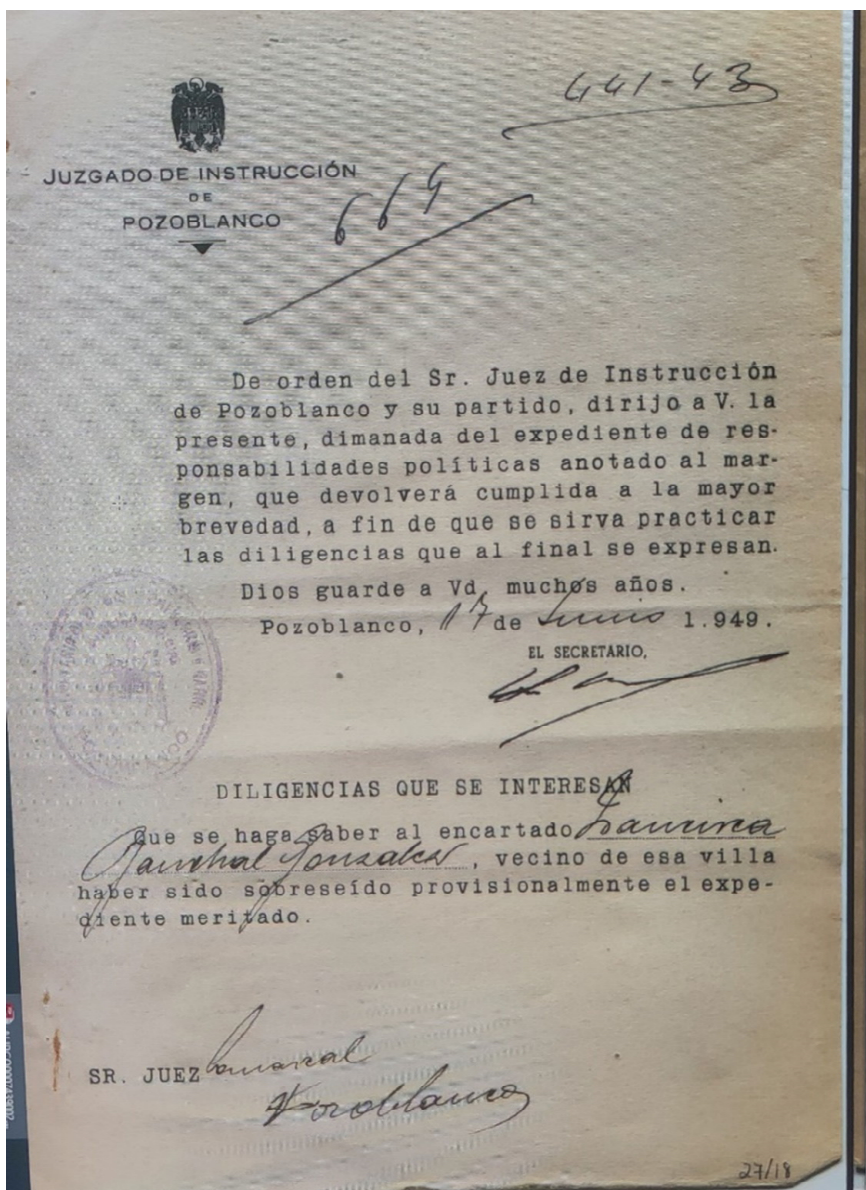 441-43
JUZGADO DE INSTRUCCIÓN
DE
POZOBLANCO
669
De orden del Sr. Juez de Instrucción
de Pozoblanco y su partido, dirijo a V. la
presente, dimanada del expediente de res-
ponsabilidades políticas anotado al mar-
gen, que devolverá cumplida a la mayor
brevedad, a fin de que se sirva practicar
las diligencias que al final se expresan.
Dios guarde a Vd. muchos años.
Pozoblanco, 17 de Junio 1.949.
EL SECRETARIO,
DILIGENCIAS QUE SE INTERESAN
Que se haga saber al encartado Francisca
Gonzalez, vecino de esa villa
haber sido sobreseído provisionalmente el expe-
diente meritado.
SR. JUEZ
Pozoblanco
27/18